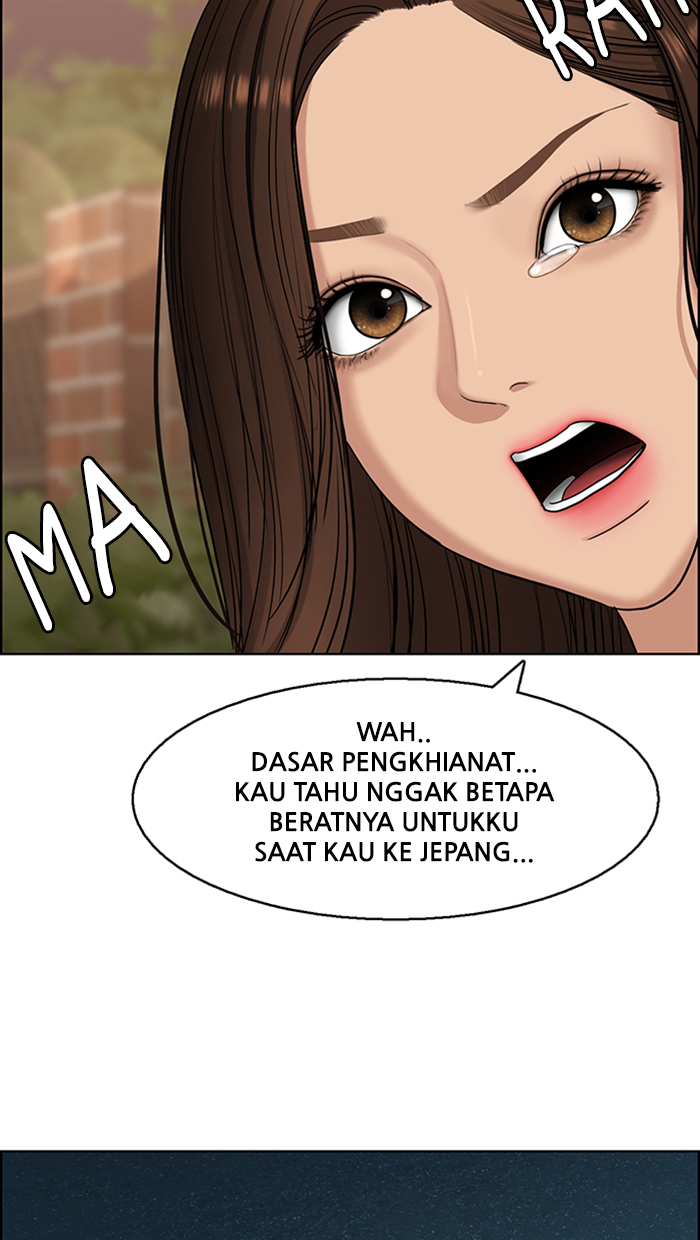 MA
WAH..
DASAR PENGKHIANAT...
KAU TAHU NGGAK BETAPA
BERATNYA UNTUKKU
SAAT KAU KE JEPANG...